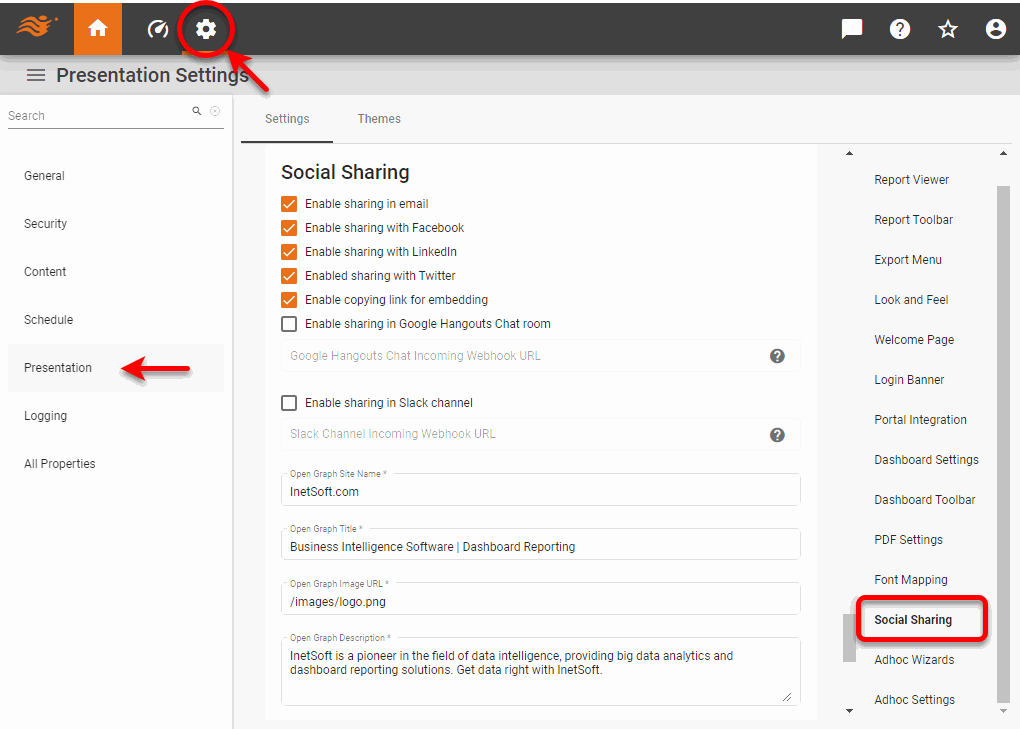 Presentation Settings
Search
General
Security
Content
Schedule
Presentation
Logging
All Properties
Settings
Themes
Social Sharing
Enable sharing in email
Enable sharing with Facebook
Enable sharing with LinkedIn
Enabled sharing with Twitter
Enable copying link for embedding
Enable sharing in Google Hangouts Chat room
Google Hangouts Chat Incoming Webhook URL
Enable sharing in Slack channel
Slack Channel Incoming Webhook URL
Open Graph Site Name *
InetSoft.com
Open Graph Title *
Business Intelligence Software | Dashboard Reporting
Open Graph Image URL *
/images/logo.png
Open Graph Description *
InetSoft is a pioneer in the field of data intelligence, providing big data analytics and
dashboard reporting solutions. Get data right with InetSoft.
Report Viewer
Report Toolbar
Export Menu
Look and Feel
Welcome Page
Login Banner
Portal Integration
Dashboard Settings
Dashboard Toolbar
PDF Settings
Font Mapping
Social Sharing
Adhoc Wizards
Adhoc Settings